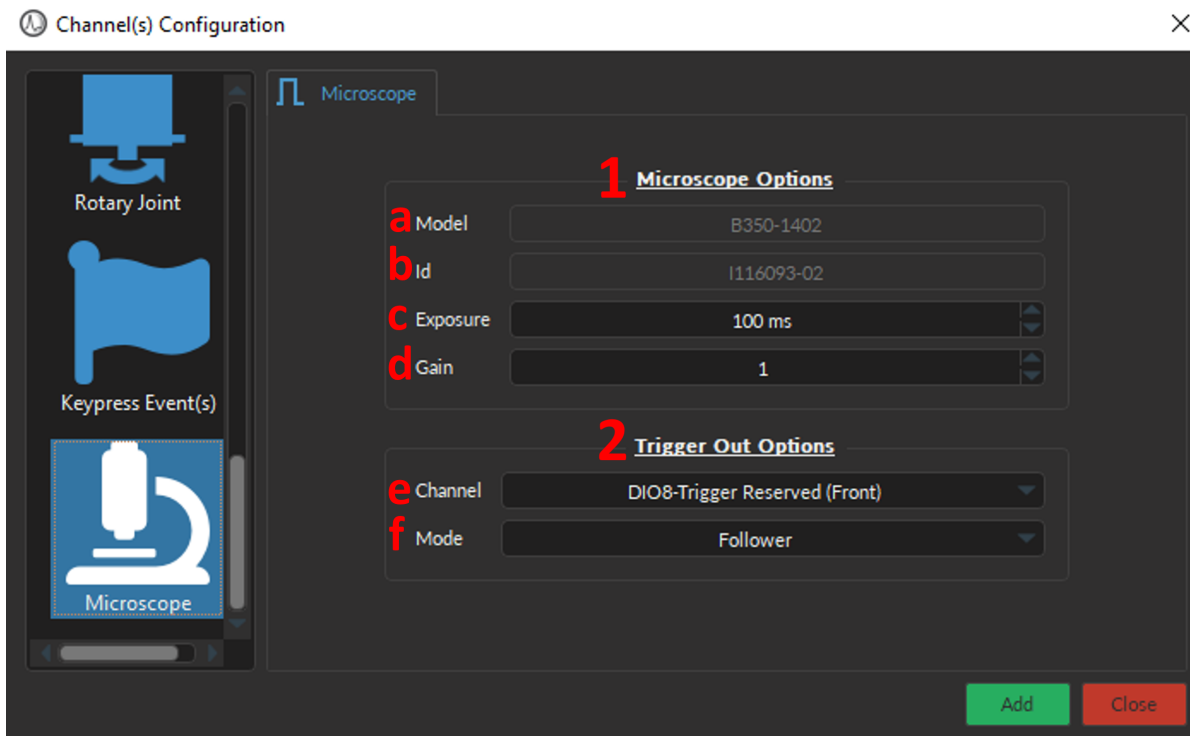 Channel(s) Configuration
Rotary Joint
Keypress Event(s)
Microscope
Microscope
1 Microscope Options
a Model B350-1402
b Id I116093-02
c Exposure 100 ms
d Gain 1
2 Trigger Out Options
e Channel DIO8-Trigger Reserved (Front)
f Mode Follower
Add Close